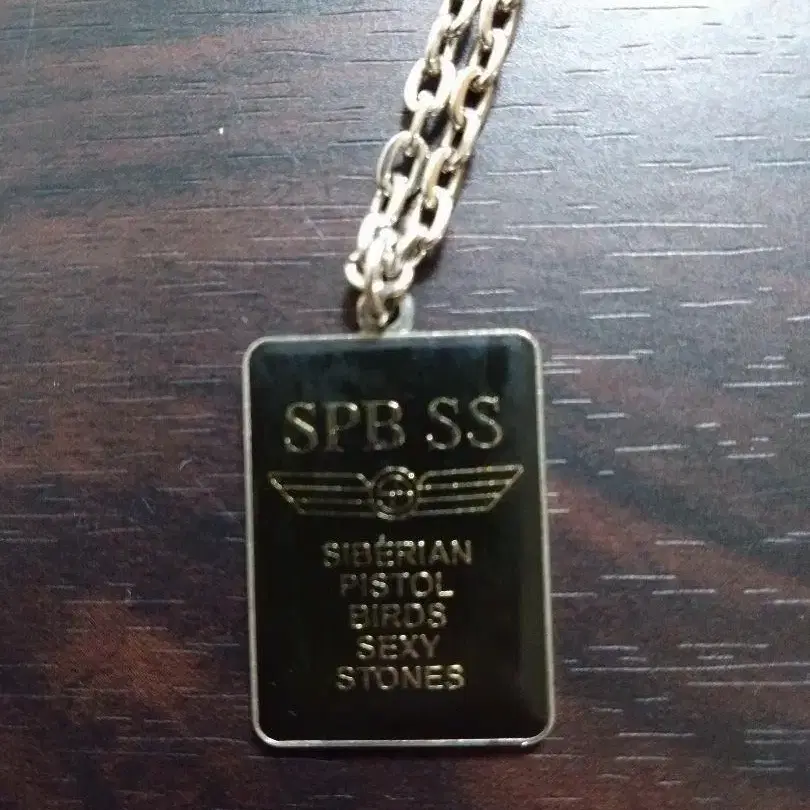 SPB SS
SIBÉRIAN
PISTOL
BIRDS
SEXY
STONES